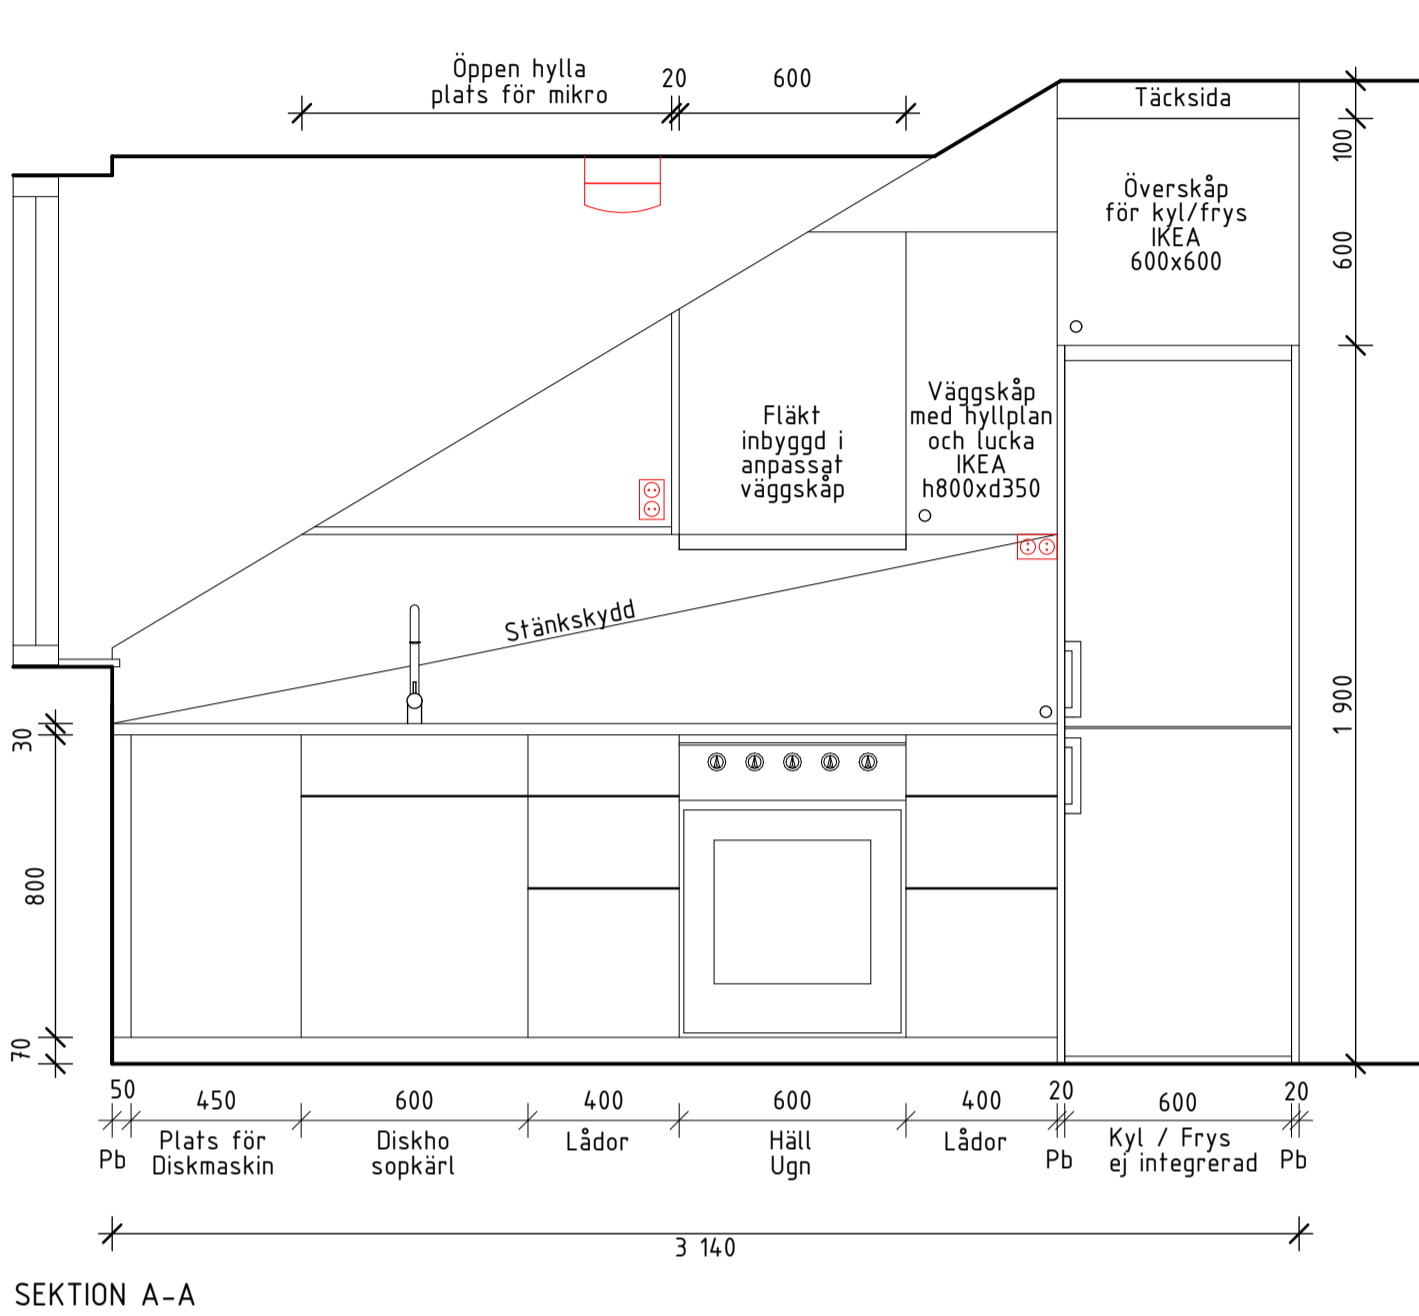 Öppen hylla
plats för mikro
20
600
Täcksida
100
Överskåp
för kyl/frys
IKEA
600x600
600
Fläkt
inbyggd i
anpassat
väggskåp
Väggskåp
med hyllplan
och lucka
IKEA
h800xd350
Stänkskydd
1 900
30
800
70
50
450
600
400
600
400
20
600
20
Pb
Plats för
Diskmaskin
Diskho
sopkärl
Lådor
Häll
Ugn
Lådor
Pb
Kyl / Frys
ej integrerad
Pb
3 140
SEKTION A-A